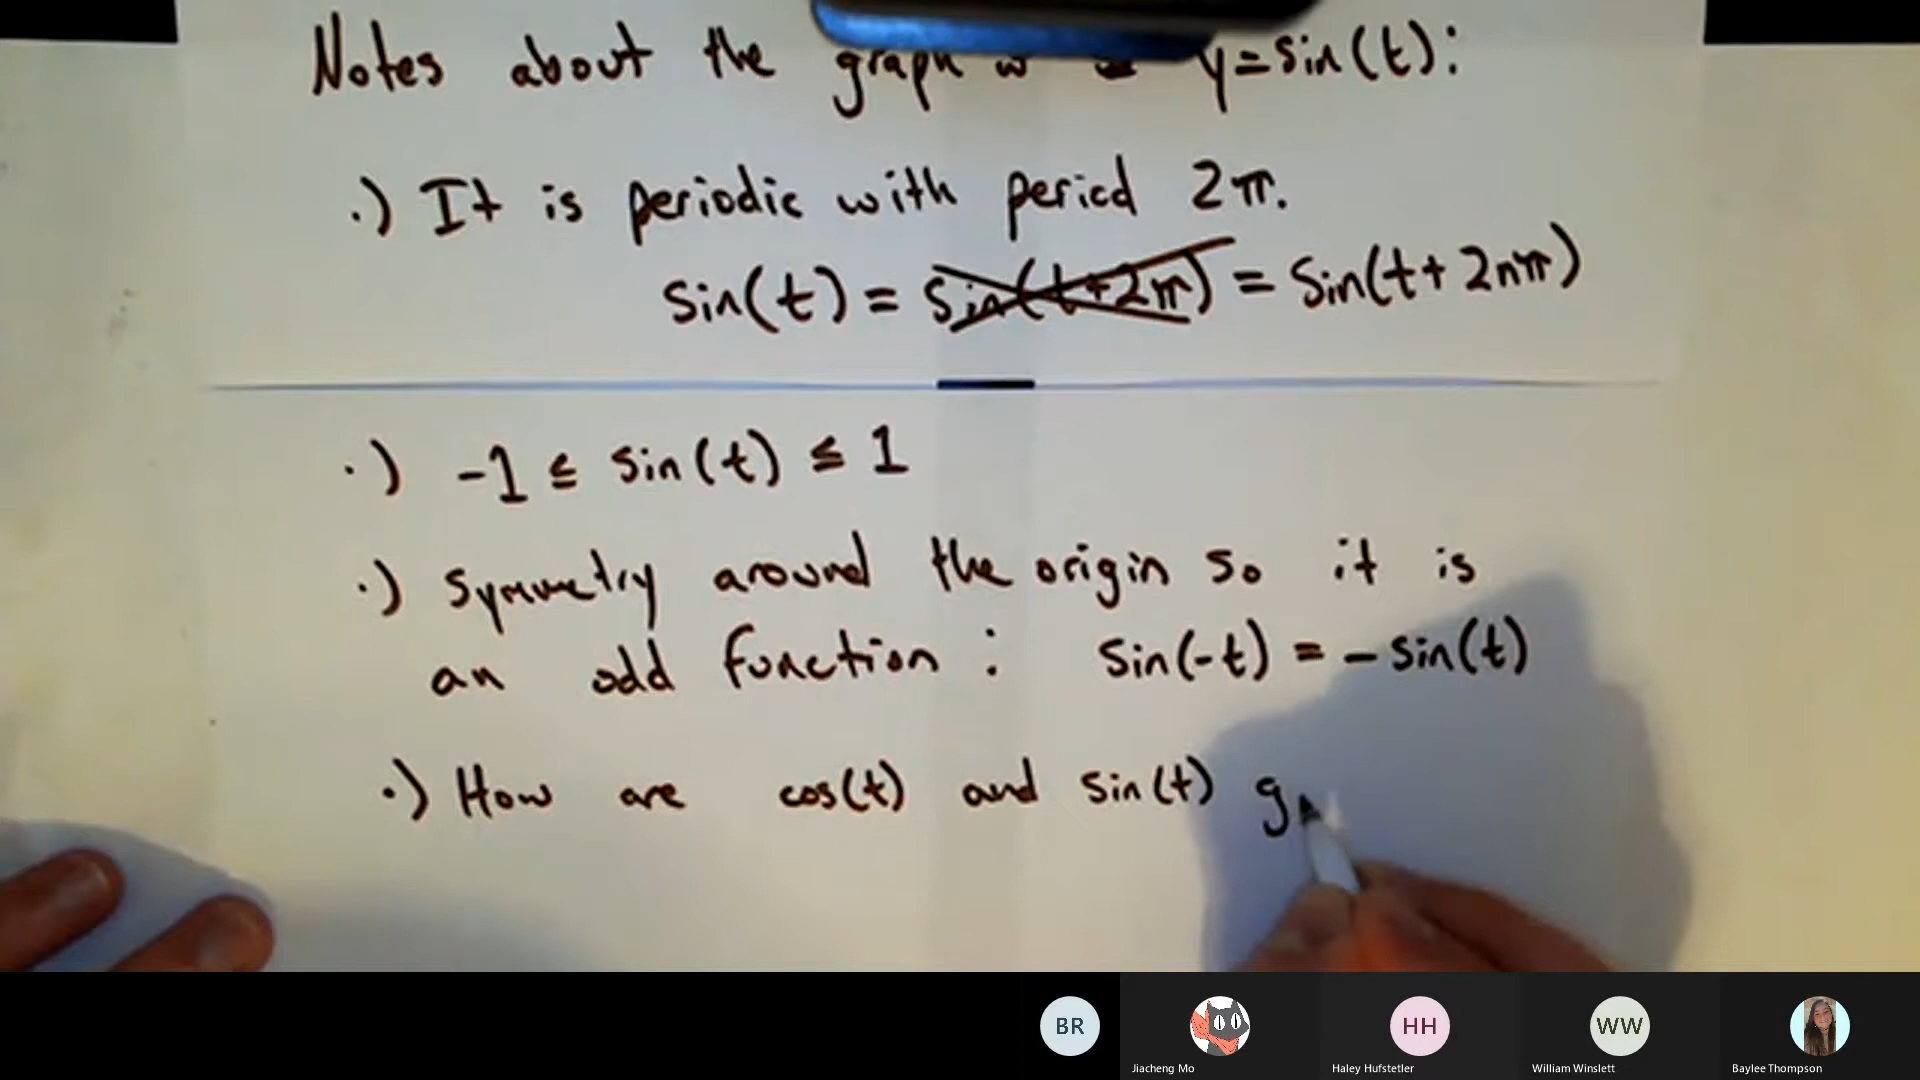 Notes about the graph y=sin(t):
.) It is periodic with period 2π.
sin(t) = sin(t+2π) = sin(t+2nπ)
.) -1 ≤ sin(t) ≤ 1
.) Symmetry around the origin so it is
an odd function : sin(-t) = -sin(t)
.) How are cos(t) and sin(t) g
BR
HH
WW
Jiacheng Mo
Haley Hufstetler
William Winslett
Baylee Thompson